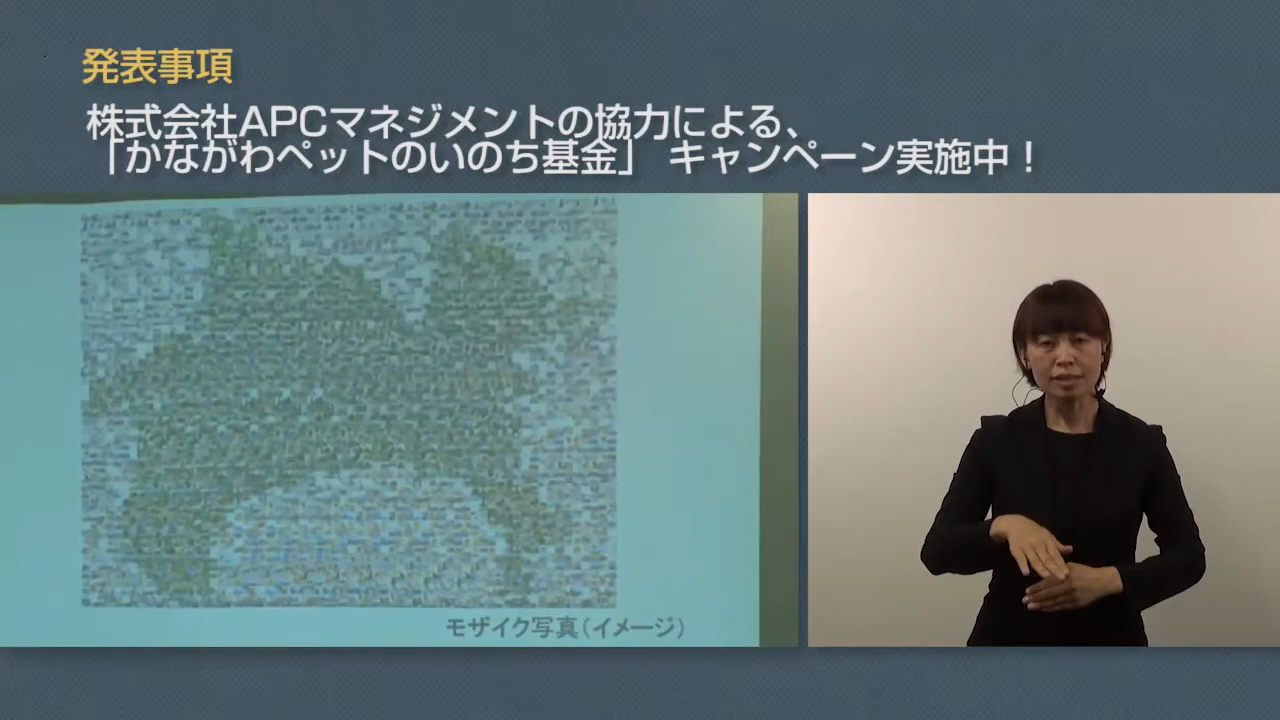 発表事項
株式会社APCマネジメントの協力による、
「かながわペットのいのち基金」 キャンペーン実施中！
モザイク写真（イメージ）